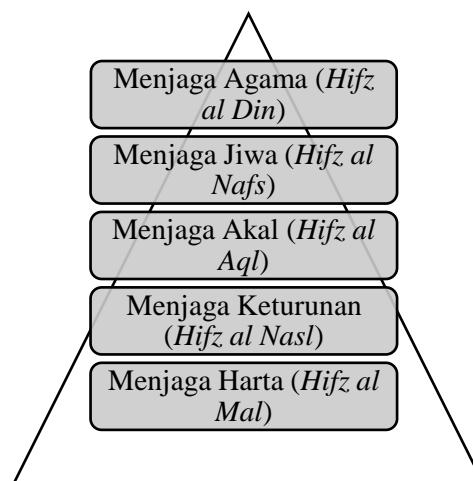 Menjaga Agama (Hifz
al Din)
Menjaga Jiwa (Hifz al
Nafs)
Menjaga Akal (Hifz al
Aql)
Menjaga Keturunan
(Hifz al Nasl)
Menjaga Harta (Hifz al
Mal)